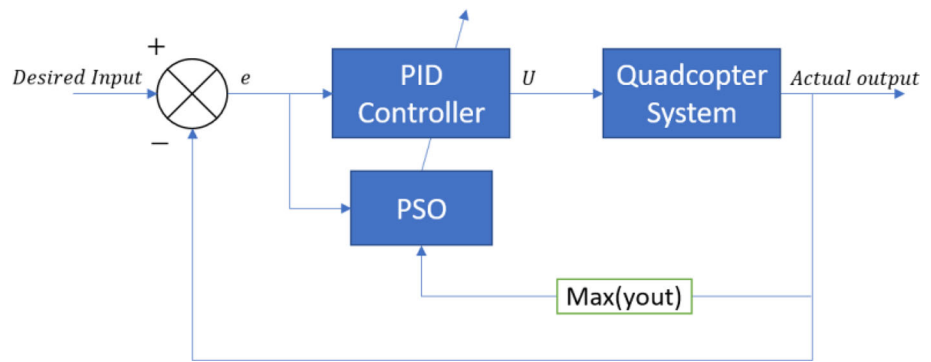 +
Desired Input
e
PID
Controller
U
Quadcopter
System
Actual output
−
PSO
Max(yout)